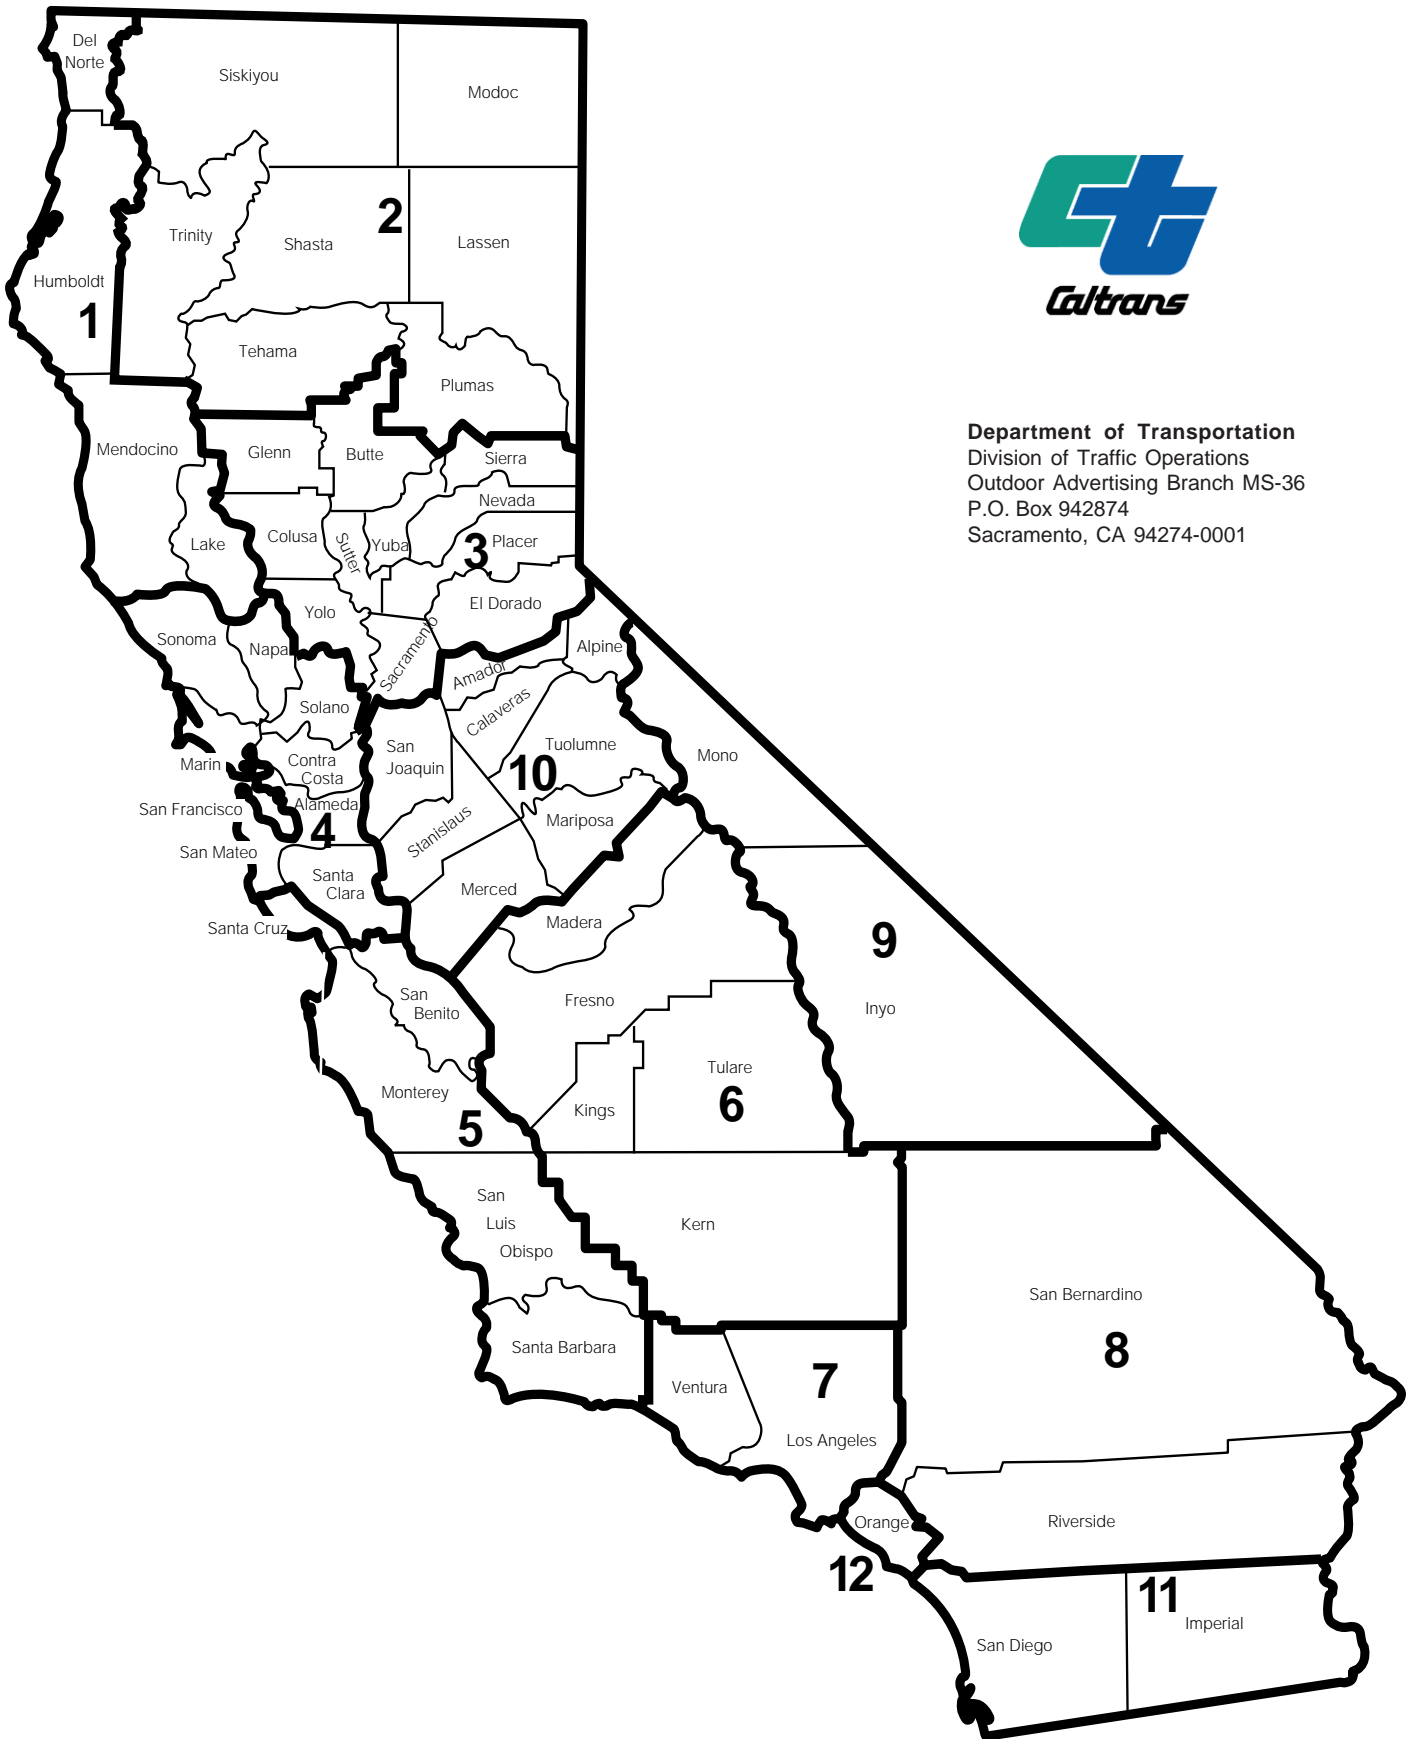 Del
Norte
Siskiyou
Modoc
Trinity
Shasta
2
Lassen
Humboldt
1
Tehama
Plumas
Mendocino
Glenn
Butte
Sierra
Nevada
Lake
Colusa
Sutter
Yuba
3
Placer
Yolo
El Dorado
Sonoma
Napa
Sacramento
Amador
Alpine
Solano
Calaveras
Marin
Contra
Costa
San
Joaquin
Tuolumne
10
Mono
San Francisco
Alameda
4
Stanislaus
Mariposa
San Mateo
Santa
Clara
Merced
Santa Cruz
Madera
9
San
Benito
Fresno
Inyo
Monterey
5
Kings
Tulare
6
San
Luis
Obispo
Kern
Santa Barbara
Ventura
7
Los Angeles
San Bernardino
8
Orange
12
Riverside
11
San Diego
Imperial
Caltrans
Department of Transportation
Division of Traffic Operations
Outdoor Advertising Branch MS-36
P.O. Box 942874
Sacramento, CA 94274-0001